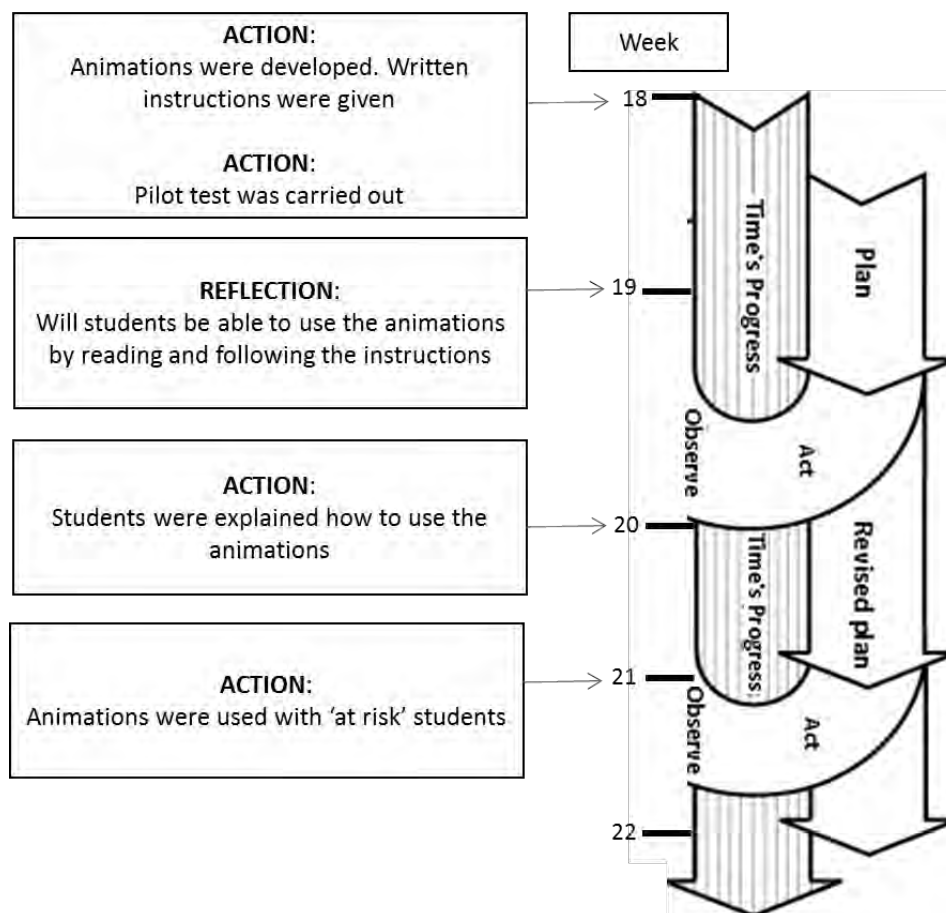 ACTION:
Animations were developed. Written
instructions were given
ACTION:
Pilot test was carried out
REFLECTION:
Will students be able to use the animations
by reading and following the instructions
ACTION:
Students were explained how to use the
animations
ACTION:
Animations were used with ‘at risk’ students
Week
18
19
20
21
22
Time's Progress
Plan
Observe
Act
Time's Progress
Revised plan
Observe
Act